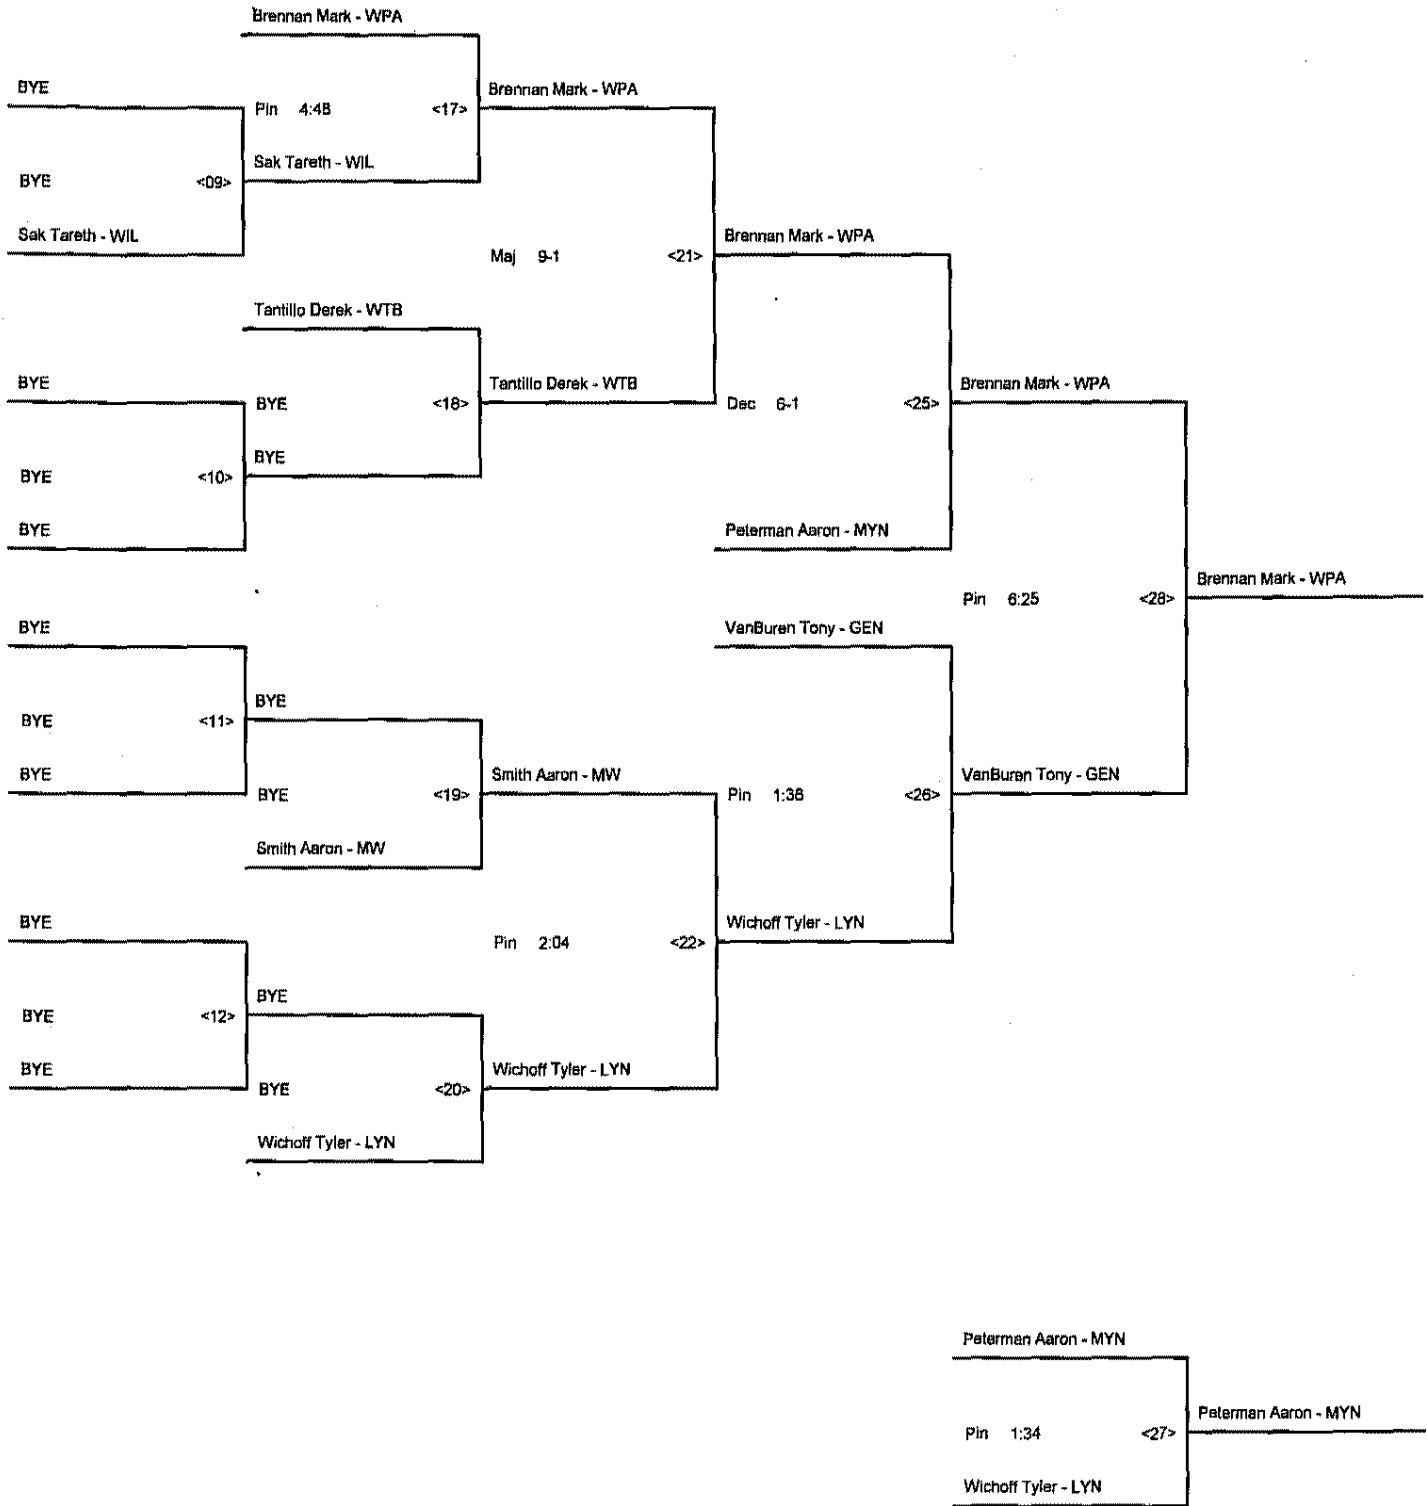 Brennan Mark - WPA
BYE
Pin 4:48 <17>
Brennan Mark - WPA
Sak Tareth - WIL
BYE <09>
Sak Tareth - WIL
Maj 9-1 <21>
Brennan Mark - WPA
Tantillo Derek - WTB
BYE
BYE <18>
Tantillo Derek - WTB
Dec 6-1 <25>
Brennan Mark - WPA
BYE
BYE <10>
BYE
Peterman Aaron - MYN
Pin 6:25 <28>
Brennan Mark - WPA
BYE
VanBuren Tony - GEN
BYE
BYE <11>
BYE
BYE <19>
Smith Aaron - MW
Pin 1:36 <26>
VanBuren Tony - GEN
Smith Aaron - MW
BYE
Pin 2:04 <22>
Wichoff Tyler - LYN
BYE
BYE <12>
BYE
BYE <20>
Wichoff Tyler - LYN
Wichoff Tyler - LYN
Peterman Aaron - MYN
Pin 1:34 <27>
Peterman Aaron - MYN
Wichoff Tyler - LYN